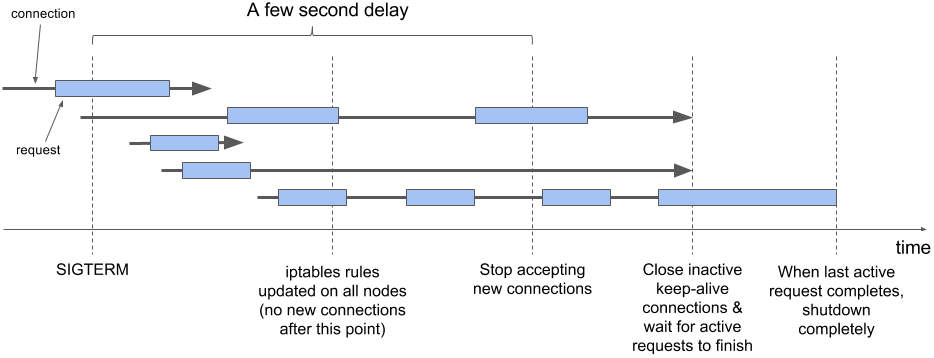 connection
A few second delay
request
time
SIGTERM
iptables rules
updated on all nodes
(no new connections
after this point)
Stop accepting
new connections
Close inactive
keep-alive
connections &
wait for active
requests to finish
When last active
request completes,
shutdown
completely